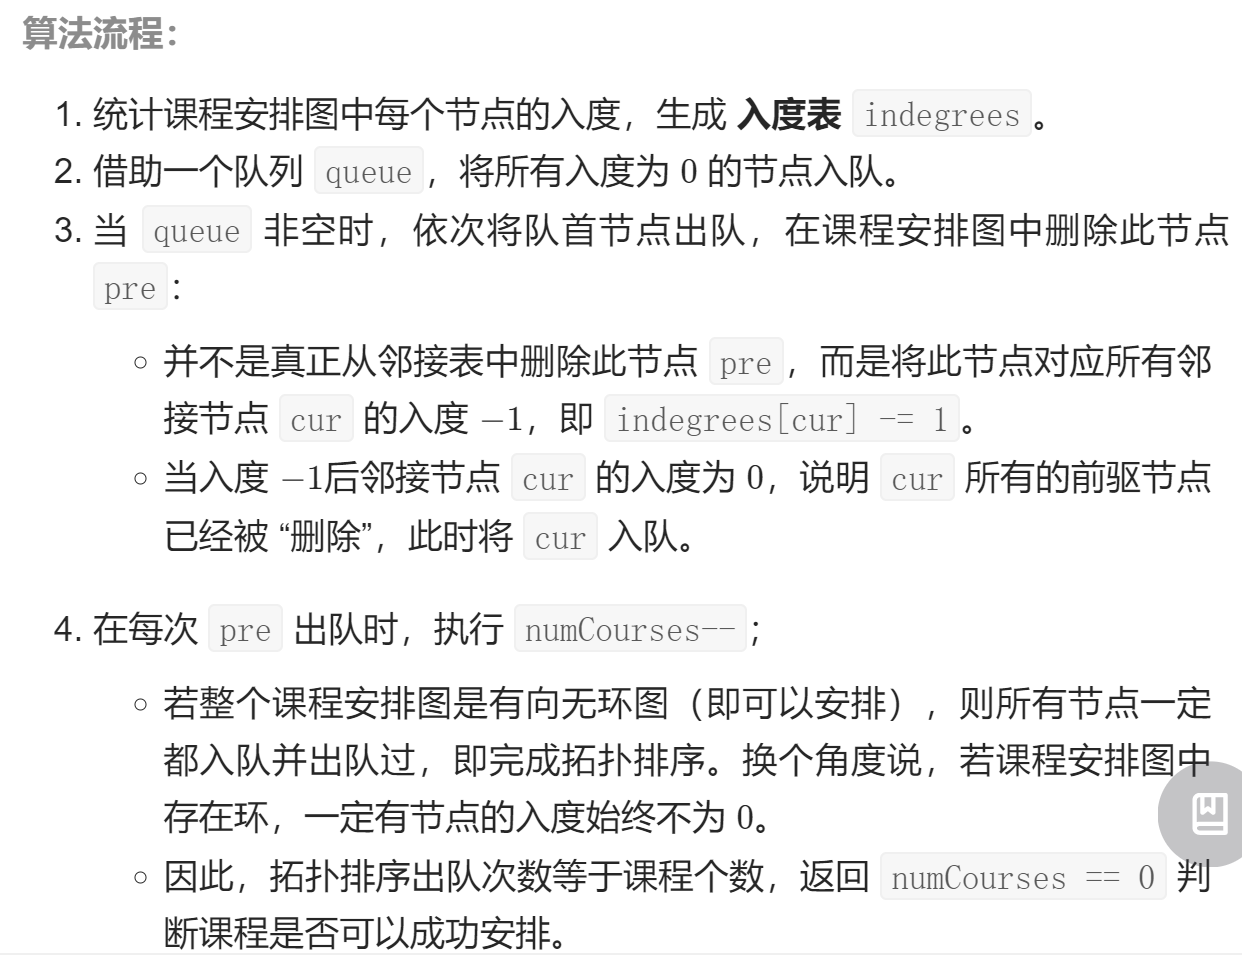 算法流程：
1. 统计课程安排图中每个节点的入度，生成 入度表 indegrees 。
2. 借助一个队列 queue ，将所有入度为 0 的节点入队。
3. 当 queue 非空时，依次将队首节点出队，在课程安排图中删除此节点
pre ：
并不是真正从邻接表中删除此节点 pre ，而是将此节点对应所有邻
接节点 cur 的入度 −1，即 indegrees[cur] -= 1 。
当入度 −1后邻接节点 cur 的入度为 0，说明 cur 所有的前驱节点
已经被 “删除”，此时将 cur 入队。
4. 在每次 pre 出队时，执行 numCourses-- ；
若整个课程安排图是有向无环图（即可以安排），则所有节点一定
都入队并出队过，即完成拓扑排序。换个角度说，若课程安排图中
存在环，一定有节点的入度始终不为 0。
因此，拓扑排序出队次数等于课程个数，返回 numCourses == 0 判
断课程是否可以成功安排。